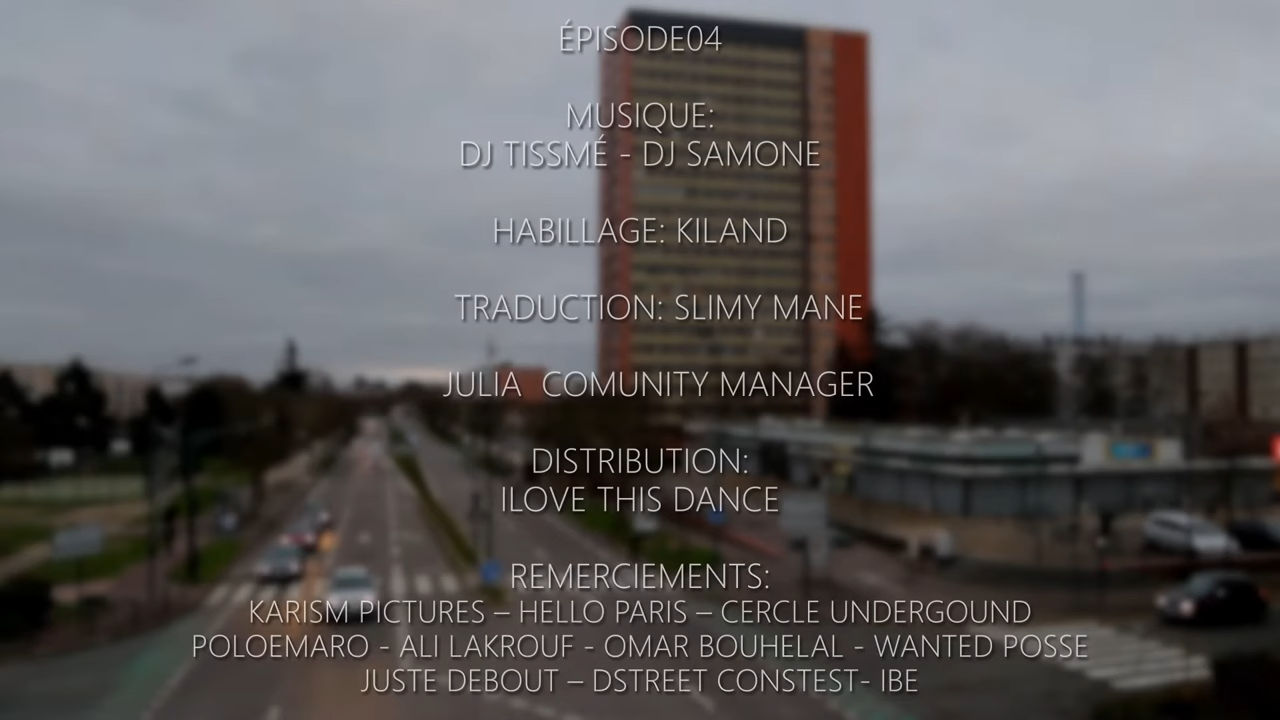 ÉPISODE04
MUSIQUE:
DJ TISSMÉ - DJ SAMONE
HABILLAGE: KILAND
TRADUCTION: SLIMY MANE
JULIA COMUNITY MANAGER
DISTRIBUTION:
ILOVE THIS DANCE
REMERCIEMENTS:
KARISM PICTURES – HELLO PARIS – CERCLE UNDERGOUND
POLOEMARO - ALI LAKROUF - OMAR BOUHELAL - WANTED POSSE
JUSTE DEBOUT – DSTREET CONSTEST- IBE